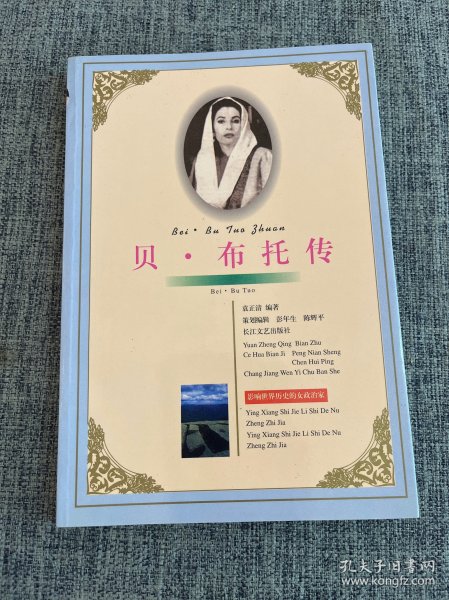 Bei · Bu Tuo Zhuan
贝·布托传
Bei · Bu Tuo
袁正清 编著
策划编辑 彭年生 陈辉平
长江文艺出版社
Yuan Zheng Qing Bian Zhu
Ce Hua Bian Ji Peng Nian Sheng
Chen Hui Ping
Chang Jiang Wen Yi Chu Ban She
影响世界历史的女政治家
Ying Xiang Shi Jie Li Shi De Nu
Zheng Zhi Jia
Ying Xiang Shi Jie Li Shi De Nu
Zheng Zhi Jia
孔夫子旧书网
www.kongfz.com